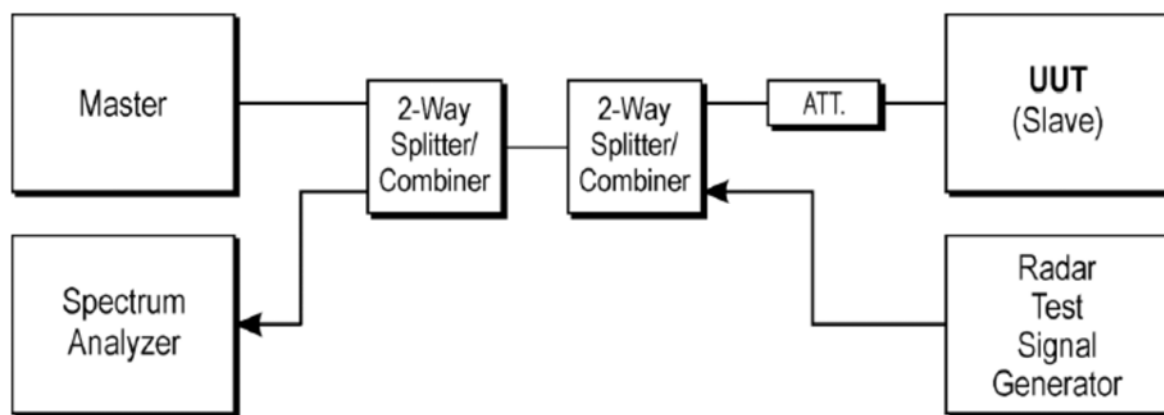 Master
2-Way
Splitter/
Combiner
2-Way
Splitter/
Combiner
ATT.
UUT
(Slave)
Spectrum
Analyzer
Radar
Test
Signal
Generator